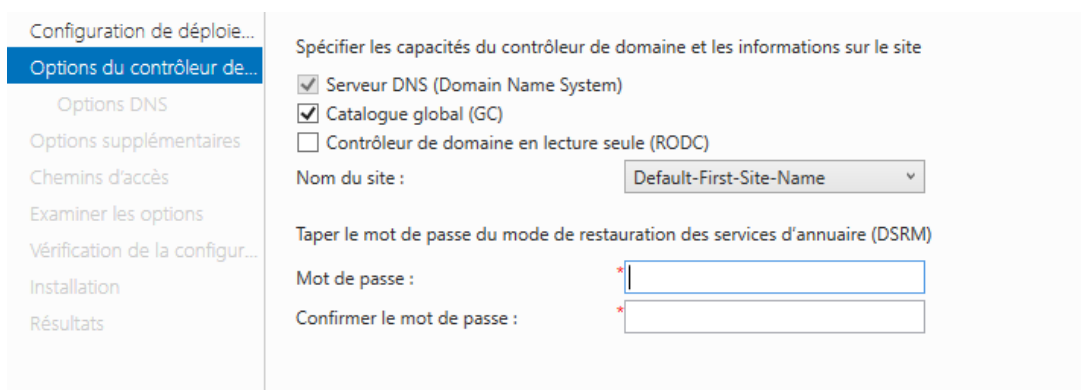 Configuration de déploie...
Options du contrôleur de...
Options DNS
Options supplémentaires
Chemins d'accès
Examiner les options
Vérification de la configur...
Installation
Résultats
Spécifier les capacités du contrôleur de domaine et les informations sur le site
Serveur DNS (Domain Name System)
Catalogue global (GC)
Contrôleur de domaine en lecture seule (RODC)
Nom du site : Default-First-Site-Name
Taper le mot de passe du mode de restauration des services d'annuaire (DSRM)
Mot de passe : *
Confirmer le mot de passe : *